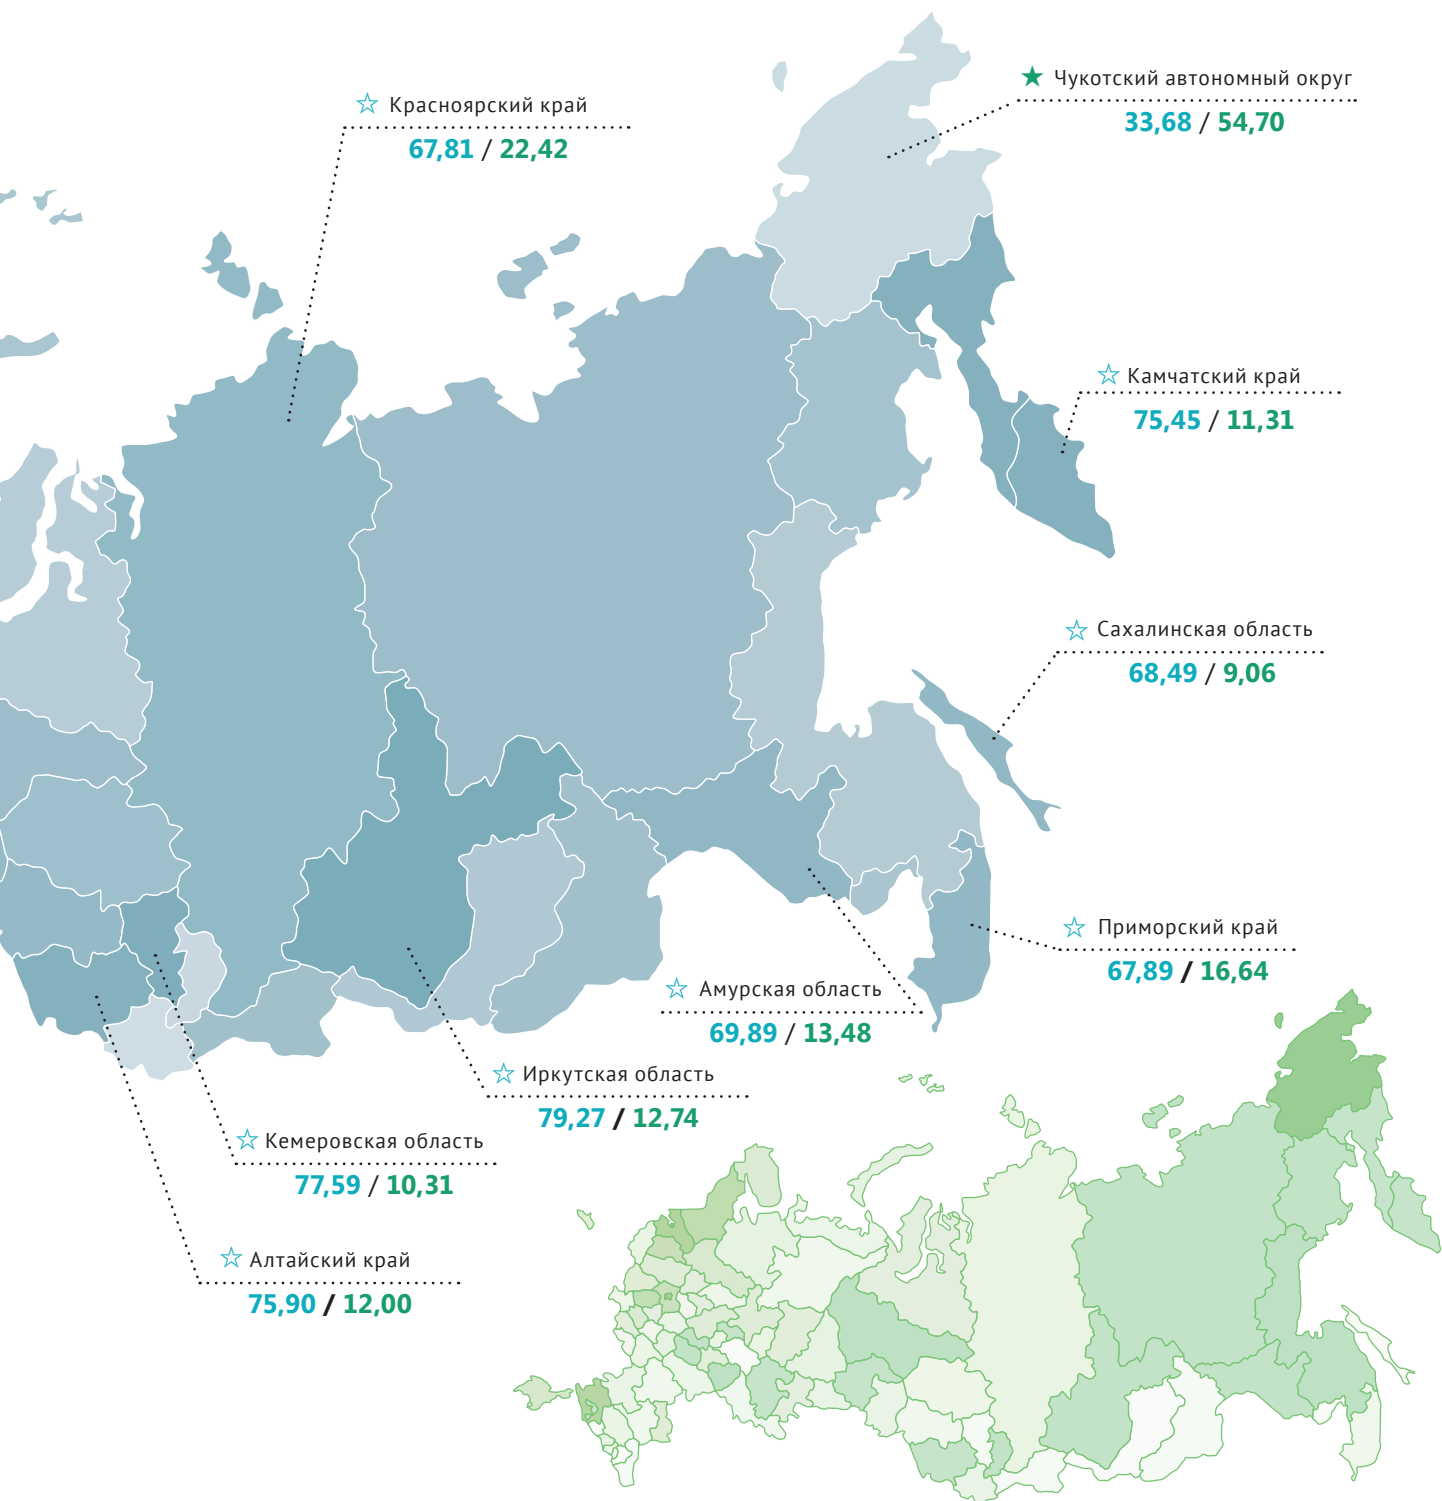 Чукотский автономный округ
33,68 / 54,70
Красноярский край
67,81 / 22,42
Камчатский край
75,45 / 11,31
Сахалинская область
68,49 / 9,06
Приморский край
67,89 / 16,64
Амурская область
69,89 / 13,48
Иркутская область
79,27 / 12,74
Кемеровская область
77,59 / 10,31
Алтайский край
75,90 / 12,00